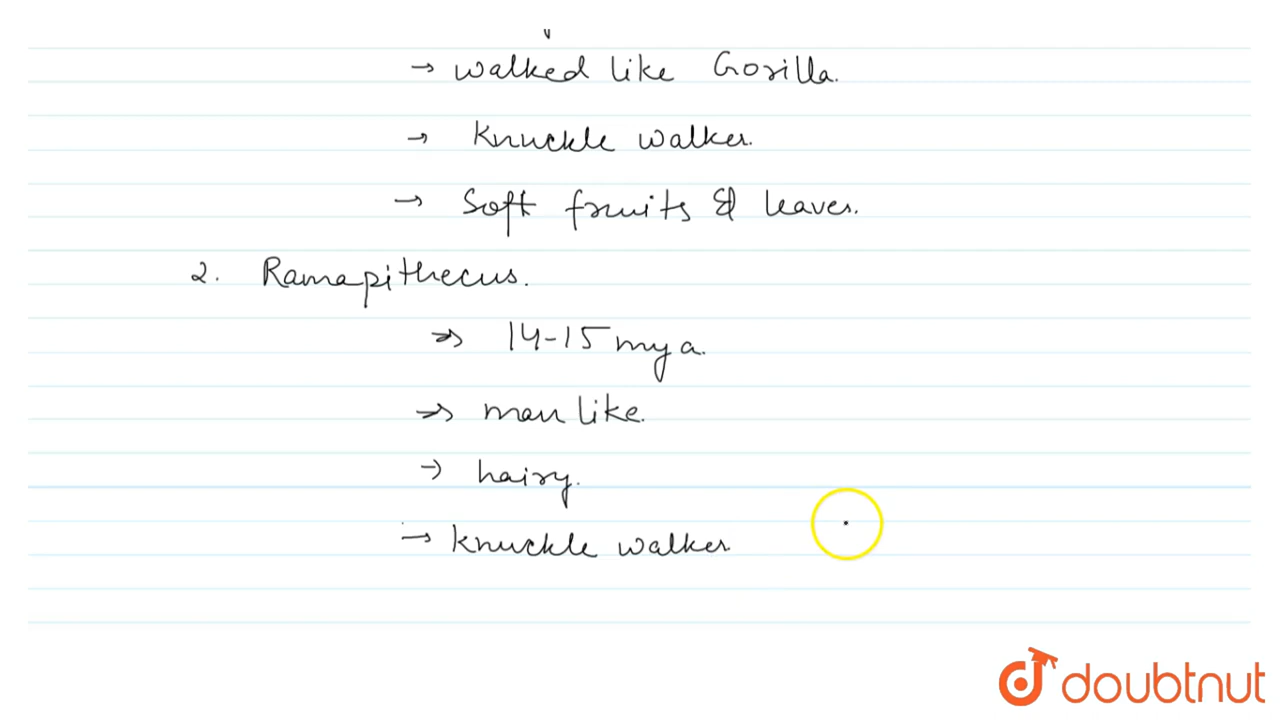 → walked like Gorilla.
→ Knuckle walker.
→ Soft fruits & leaves.
2. Ramapithecus.
⇒ 14-15 mya.
⇒ man like.
→ hairy.
→ knuckle walker
doubtnut